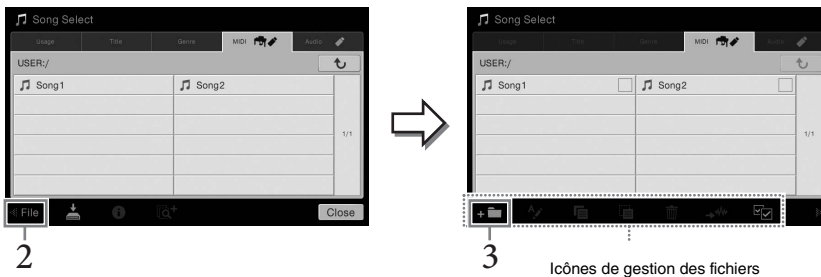 Song Select
Usage Title Genre MIDI Audio
USER:/
Song1 Song2
1/1
File Close
2
Song Select
Usage Title Genre MIDI Audio
USER:/
Song1 Song2
1/1
+
3
Icônes de gestion des fichiers